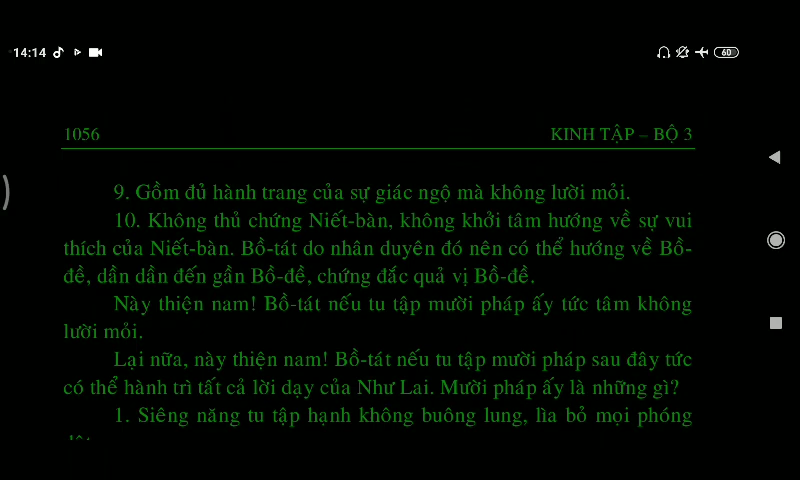 14:14
60
1056 KINH TẬP – BỘ 3
9. Gồm đủ hành trang của sự giác ngộ mà không lười mỏi.
10. Không thủ chứng Niết-bàn, không khởi tâm hướng về sự vui
thích của Niết-bàn. Bồ-tát do nhân duyên đó nên có thể hướng về Bồ-
đề, dần dần đến gần Bồ-đề, chứng đắc quả vị Bồ-đề.
Này thiện nam! Bồ-tát nếu tu tập mười pháp ấy tức tâm không
lười mỏi.
Lại nữa, này thiện nam! Bồ-tát nếu tu tập mười pháp sau đây tức
có thể hành trì tất cả lời dạy của Như Lai. Mười pháp ấy là những gì?
1. Siêng năng tu tập hạnh không buông lung, lìa bỏ mọi phóng